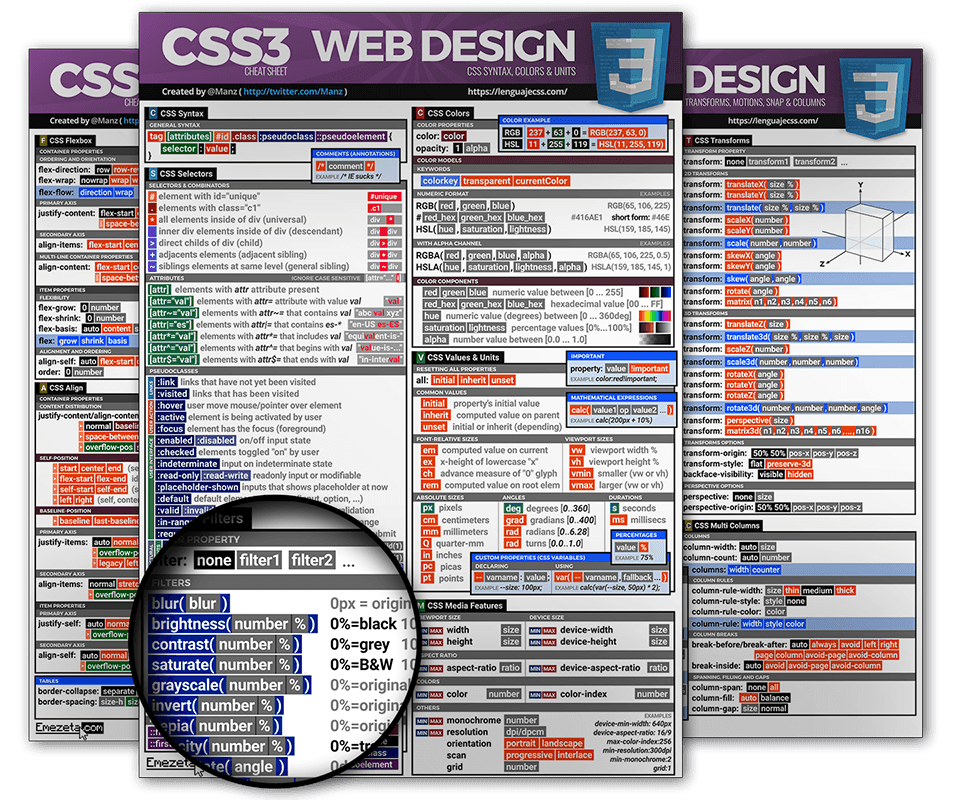 CSS
CHE
Created by @Manz ( http://tw
F CSS Flexbox
CONTAINER PROPERTIES
ORDERING AND ORIENTATION
flex-direction: row row-re
flex-wrap: nowrap wrap w
flex-flow: direction wrap
PRIMARY AXIS
justify-content: flex-start
space-be
SECONDARY AXIS
align-items: flex-start cen
MULTI-LINE CONTAINER PROPERTIES
align-content: flex-start c
space-be
ITEM PROPERTIES
FLEXIBILITY
flex-grow: 0 number
flex-shrink: 0 number
flex-basis: auto content s
flex: grow shrink basis
ALIGNMENT AND ORDERING
align-self: auto flex-start
order: 0 number
A CSS Align
CONTAINER PROPERTIES
CONTENT DISTRIBUTION
justify-content/align-conten
normal baselin
space-between
overflow-pos s
SELF-POSITION
start center end (self,
flex-start flex-end
self-start self-end (sel
left right (self, conten
BASELINE-POSITION
baseline last-baselin
PRIMARY AXIS
justify-items: auto normal
overflow-po
legacy left
SECONDARY AXIS
align-items: normal stretc
overflow-po
ITEM PROPERTIES
PRIMARY AXIS
justify-self: auto normal
overflow-
SECONDARY AXIS
align-self: auto normal
overflow-po
TABLES
border-collapse: separate
border-spacing: size-h siz
Emezeta.com
CSS3 WEB DESIGN
CHEAT SHEET
CSS SYNTAX, COLORS & UNITS
3
Created by @Manz ( http://twitter.com/Manz )
https://lenguajecss.com/
C CSS Syntax
GENERAL SYNTAX
tag [attributes] #id .class :pseudoclass ::pseudoelement {
selector : value ;
}
COMMENTS (ANNOTATIONS)
/* comment */
EXAMPLE /* IE sucks */
S CSS Selectors
SELECTORS & COMBINATORS
EXAMPLES
# element with id="unique" #unique
. element with class="c1" .c1
* all elements inside of div (universal) div *
inner div elements inside of div (descendant) div div
> direct childs of div (child) div > div
+ adjacents elements (adjacent sibling) div + div
~ siblings elements at same level (general sibling) div ~ div
ATTRIBUTES
IGNORE CASE SENSITIVE [attr="..." i]
[attr] elements with attr attribute present
[attr="val"] elements with attr= attribute with value val "val"
[attr~="val"] elements with attr~= that contains val "abc val xyz"
[attr|="es"] elements with attr|= that contains es-* "en-US es-ES"
[attr*="val"] elements with attr*= that includes val "equivalent-is-"
[attr^="val"] elements with attr^= that begins with val "value-is-..."
[attr$="val"] elements with attr$= that ends with val "in-interval"
PSEUDOCLASSES
LINKS
:link links that have not yet been visited
:visited links that has been visited
:hover user move mouse/pointer over element
:active element is being activated by user
:focus element has the focus (foreground)
USER INTERFACE
:enabled :disabled on/off input state
:checked elements toggled "on" by user
:indeterminate input on indeterminate state
:read-only :read-write readonly input or modifiable
:placeholder-shown inputs that shows placeholder at now
:default default element
:valid :invalid
:in-range
Filters
PROPERTY
none filter1 filter2 ...
FILTERS
blur( blur ) 0px = origin
brightness( number % ) 0%=black 10
contrast( number % ) 0%=grey
saturate( number % ) 0%=B&W 10
grayscale( number % ) 0%=original
invert( number % ) 0%=origin
epia( number % ) 0%=origi
city( number % ) 0%=tr
ate( angle )
Emezeta
C CSS Colors
COLOR PROPERTIES
color: color
opacity: 1 alpha
COLOR EXAMPLE
RGB 237 + 63 + 0 = RGB(237, 63, 0)
HSL 11 + 255 + 119 = HSL(11, 255, 119)
COLOR MODELS
KEYWORDS
colorkey transparent currentColor
NUMERIC FORMAT
EXAMPLES
RGB( red , green , blue ) RGB(65, 106, 225)
# red_hex green_hex blue_hex #416AE1 short form: #46E
HSL( hue , saturation , lightness ) HSL(159, 185, 145)
WITH ALPHA CHANNEL
EXAMPLES
RGBA( red , green , blue , alpha ) RGBA(65, 106, 225, 0.5)
HSLA( hue , saturation , lightness , alpha ) HSLA(159, 185, 145, 1)
COLOR COMPONENTS
red green blue numeric value between [0 ... 255]
red_hex green_hex blue_hex hexadecimal value [00 ... FF]
hue numeric value (degrees) between [0 ... 360deg]
saturation lightness percentage values [0%...100%]
alpha number value between [0.0 ... 1.0]
V CSS Values & Units
RESETTING ALL PROPERTIES
all: initial inherit unset
IMPORTANT
property: value !important
EXAMPLE color:red!important;
COMMON VALUES
initial property's initial value
inherit computed value on parent
unset initial or inherit (depending)
MATHEMATICAL EXPRESSIONS
calc( value1 op value2 ... )
EXAMPLE calc(200px + 10%)
FONT-RELATIVE SIZES
em computed value on current
ex x-height of lowercase "x"
ch advance measure of "0" glyph
rem computed value on root elem
VIEWPORT SIZES
vw viewport width %
vh viewport height %
vmin smaller (vw or vh)
vmax larger (vw or vh)
ABSOLUTE SIZES
px pixels
cm centimeters
mm millimeters
Q quarter-mm
in inches
pc picas
pt points
ANGLES
deg degrees [0..360]
grad gradians [0..400]
rad radians [0..6.28]
rad turns [0.0..1.0]
DURATIONS
s seconds
ms millisecs
PERCENTAGES
value %
EXAMPLE 75%
CUSTOM PROPERTIES (CSS VARIABLES)
DECLARING
-- varname : value ;
EXAMPLE --size: 100px;
USING
var( -- varname , fallback ... )
EXAMPLE calc(var(--size, 50px) * 2);
M CSS Media Features
VIEWPORT SIZE
MIN MAX width size
MIN MAX height size
DEVICE SIZE
MIN MAX device-width size
MIN MAX device-height size
ASPECT RATIO
MIN MAX aspect-ratio ratio
MIN MAX device-aspect-ratio ratio
COLORS
MIN MAX color number
MIN MAX color-index number
OTHERS
EXAMPLES
MIN MAX monochrome number
MIN MAX resolution dpi/dpcm
orientation portrait landscape
scan progressive interlace
grid number
device-min-width: 640px
device-aspect-ratio: 16/9
max-color-index:256
min-resolution:300dpi
min-monochrome:2
grid:1
DESIGN
TRANSFORMS, MOTIONS, SNAP & COLUMNS
3
https://lenguajecss.com/
T CSS Transforms
TRANSFORM PROPERTY
transform: none transform1 transform2 ...
2D TRANSFORMS
transform: translateX( size % )
transform: translateY( size % )
transform: translate( size % , size % )
transform: scaleX( number )
transform: scaleY( number )
transform: scale( number , number )
transform: skewX( angle )
transform: skewY( angle )
transform: skew( angle , angle )
transform: rotate( angle )
transform: matrix( n1 , n2 , n3 , n4 , n5 , n6 )
Y
X
Z
3D TRANSFORMS
transform: translateZ( size )
transform: translate3d( size % , size % , size % )
transform: scaleZ( number )
transform: scale3d( number , number , number )
transform: rotateX( angle )
transform: rotateY( angle )
transform: rotateZ( angle )
transform: rotate3d( number , number , number , angle )
transform: perspective( size )
transform: matrix3d( n1 , n2 , n3 , n4 , n5 , n6 , ... , n16 )
TRANSFORMS OPTIONS
transform-origin: 50% 50% pos-x pos-y pos-z
transform-style: flat preserve-3d
backface-visibility: visible hidden
PERSPECTIVE OPTIONS
perspective: none size
perspective-origin: 50% 50% pos-x pos-y
C CSS Multi Columns
COLUMNS
column-width: auto size
column-count: auto number
columns: width counter
COLUMN RULES
column-rule-width: size thin medium thick
column-rule-style: style none
column-rule-color: color
column-rule: width style color
COLUMN BREAKS
break-before/break-after: auto always avoid left right
page column avoid-page avoid-column
break-inside: auto avoid avoid-page avoid-column
SPANNING, FILLING AND GAPS
column-span: none all
column-fill: auto balance
column-gap: size normal